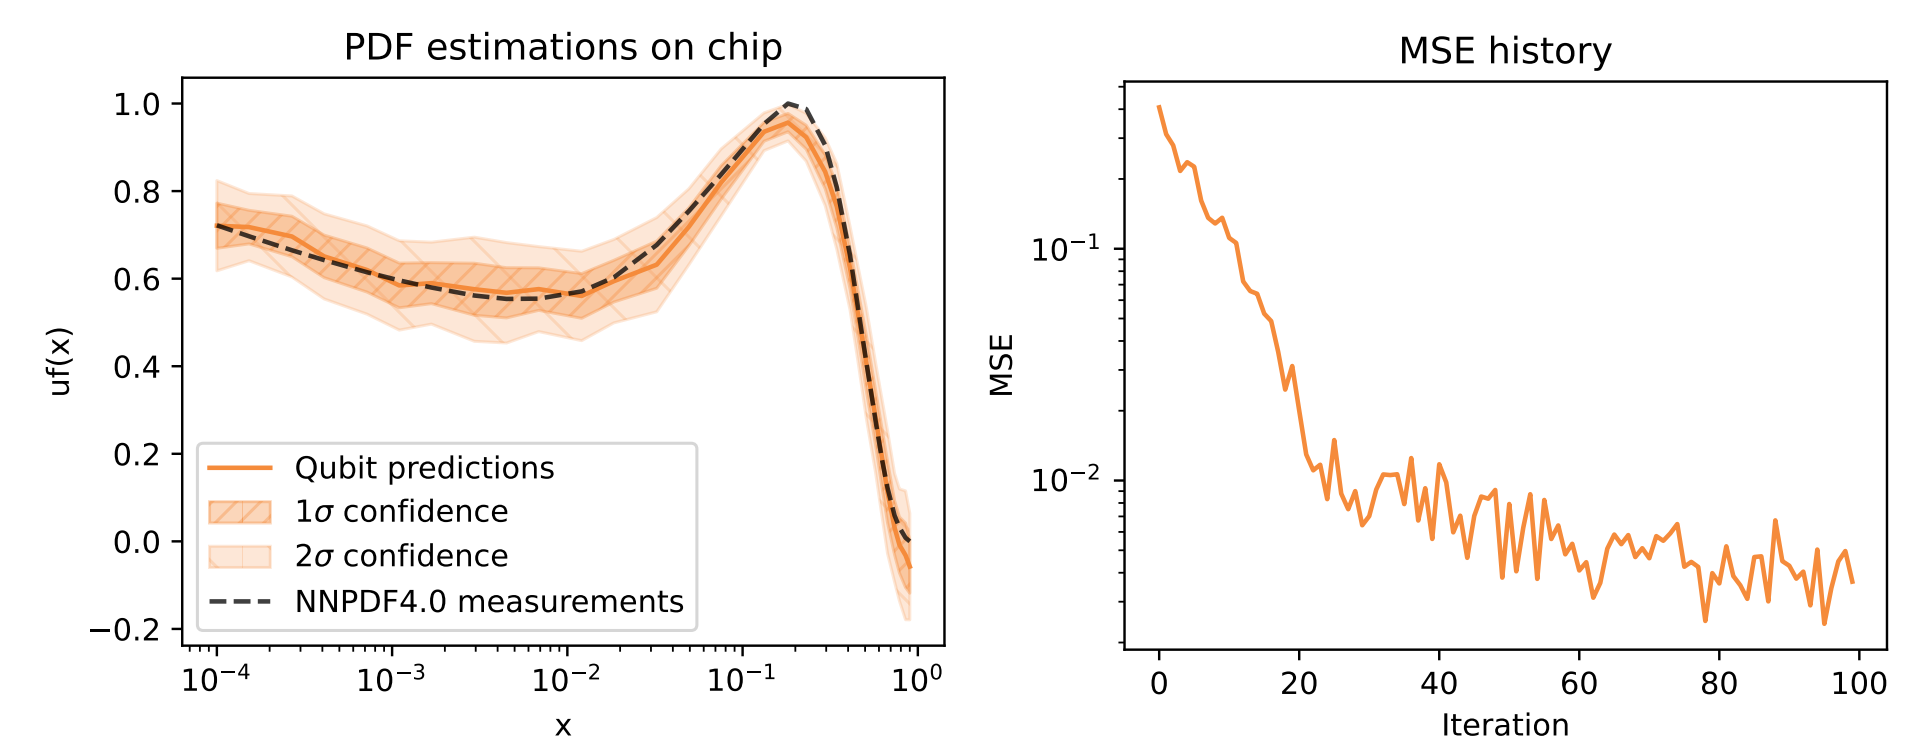 PDF estimations on chip
uf(x)
1.0
0.8
0.6
0.4
0.2
0.0
−0.2
Qubit predictions
1σ confidence
2σ confidence
NNPDF4.0 measurements
10⁻⁴ 10⁻³ 10⁻² 10⁻¹ 10⁰
x
MSE history
MSE
10⁻¹
10⁻²
0 20 40 60 80 100
Iteration